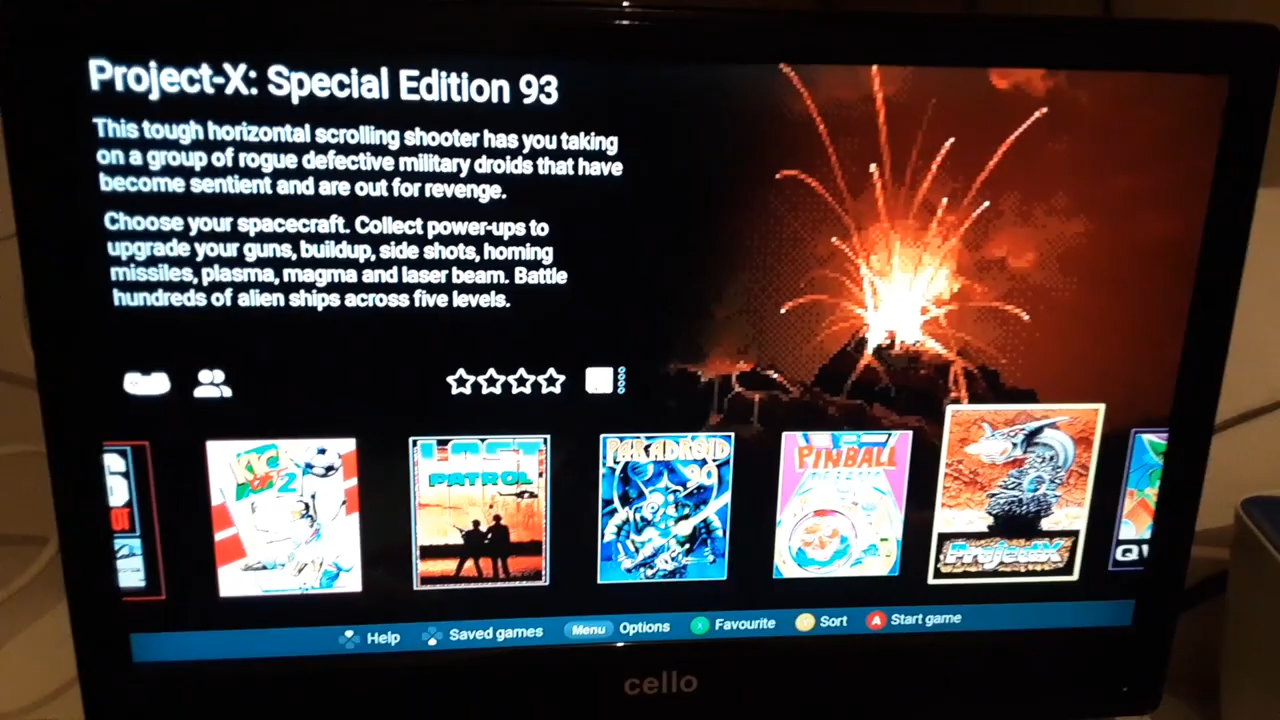 Project-X: Special Edition 93
This tough horizontal scrolling shooter has you taking
on a group of rogue defective military droids that have
become sentient and are out for revenge.
Choose your spacecraft. Collect power-ups to
upgrade your guns, buildup, side shots, homing
missiles, plasma, magma and laser beam. Battle
hundreds of alien ships across five levels.
KICK
OFF 2
LOST
PATROL
PARADROID
90
PINBALL
DREAMS
Project-X
QW
Help
Saved games
Menu
Options
X
Favourite
Y
Sort
A
Start game
cello